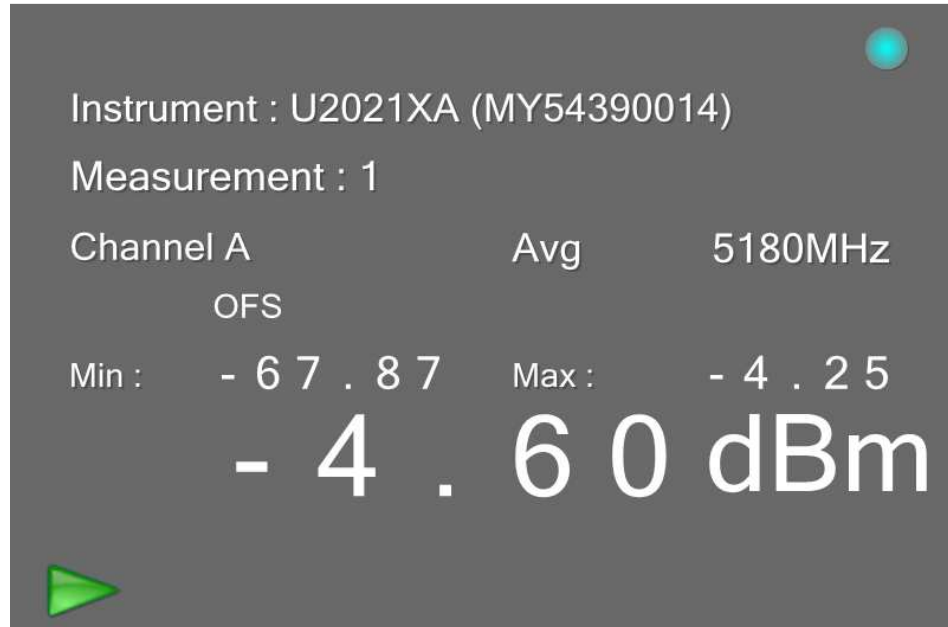 Instrument : U2021XA (MY54390014)
Measurement : 1
Channel A Avg 5180MHz
OFS
Min : -67.87 Max : -4.25
-4.60 dBm